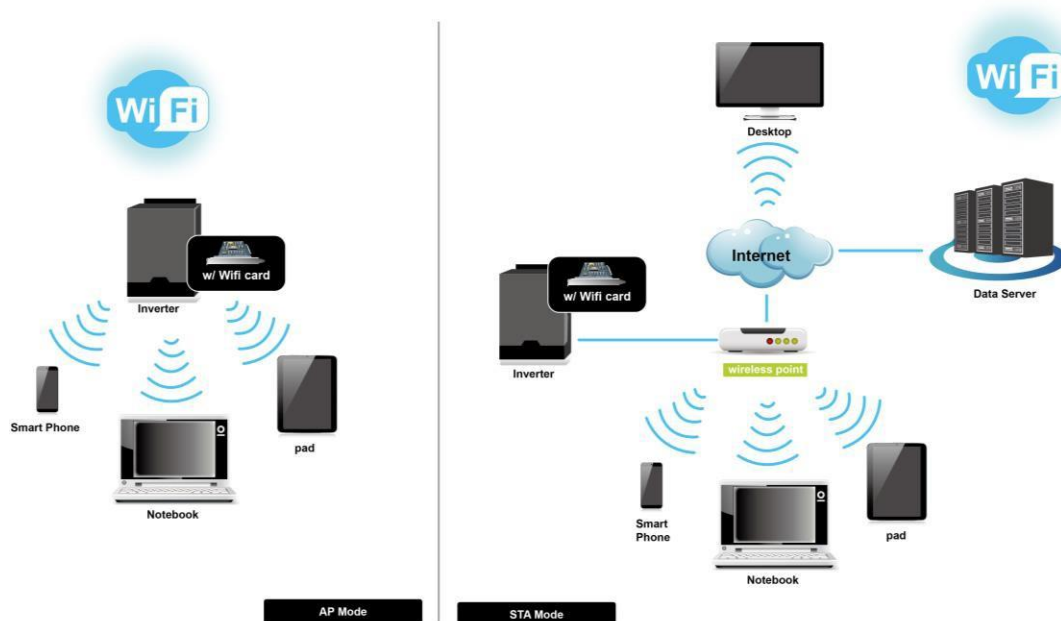 WiFi
w/ Wifi card
Inverter
Smart Phone
pad
Notebook
AP Mode
WiFi
Desktop
Internet
Data Server
w/ Wifi card
Inverter
wireless point
Smart
Phone
pad
Notebook
STA Mode